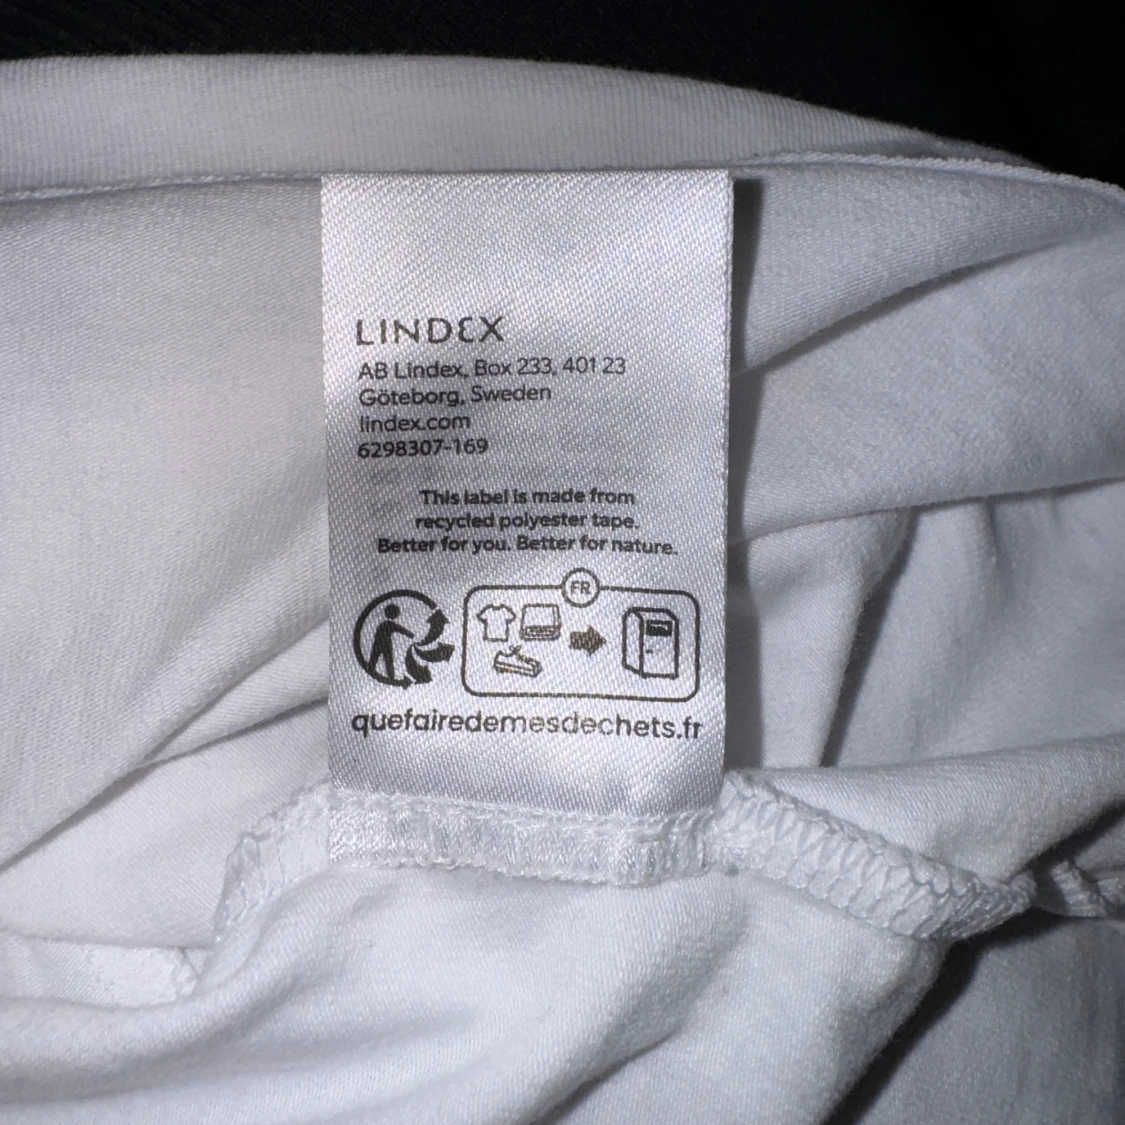 LINDEX
AB Lindex, Box 233, 401 23
Göteborg, Sweden
lindex.com
6298307-169
This label is made from
recycled polyester tape.
Better for you. Better for nature.
FR
quefairedemesdechets.fr